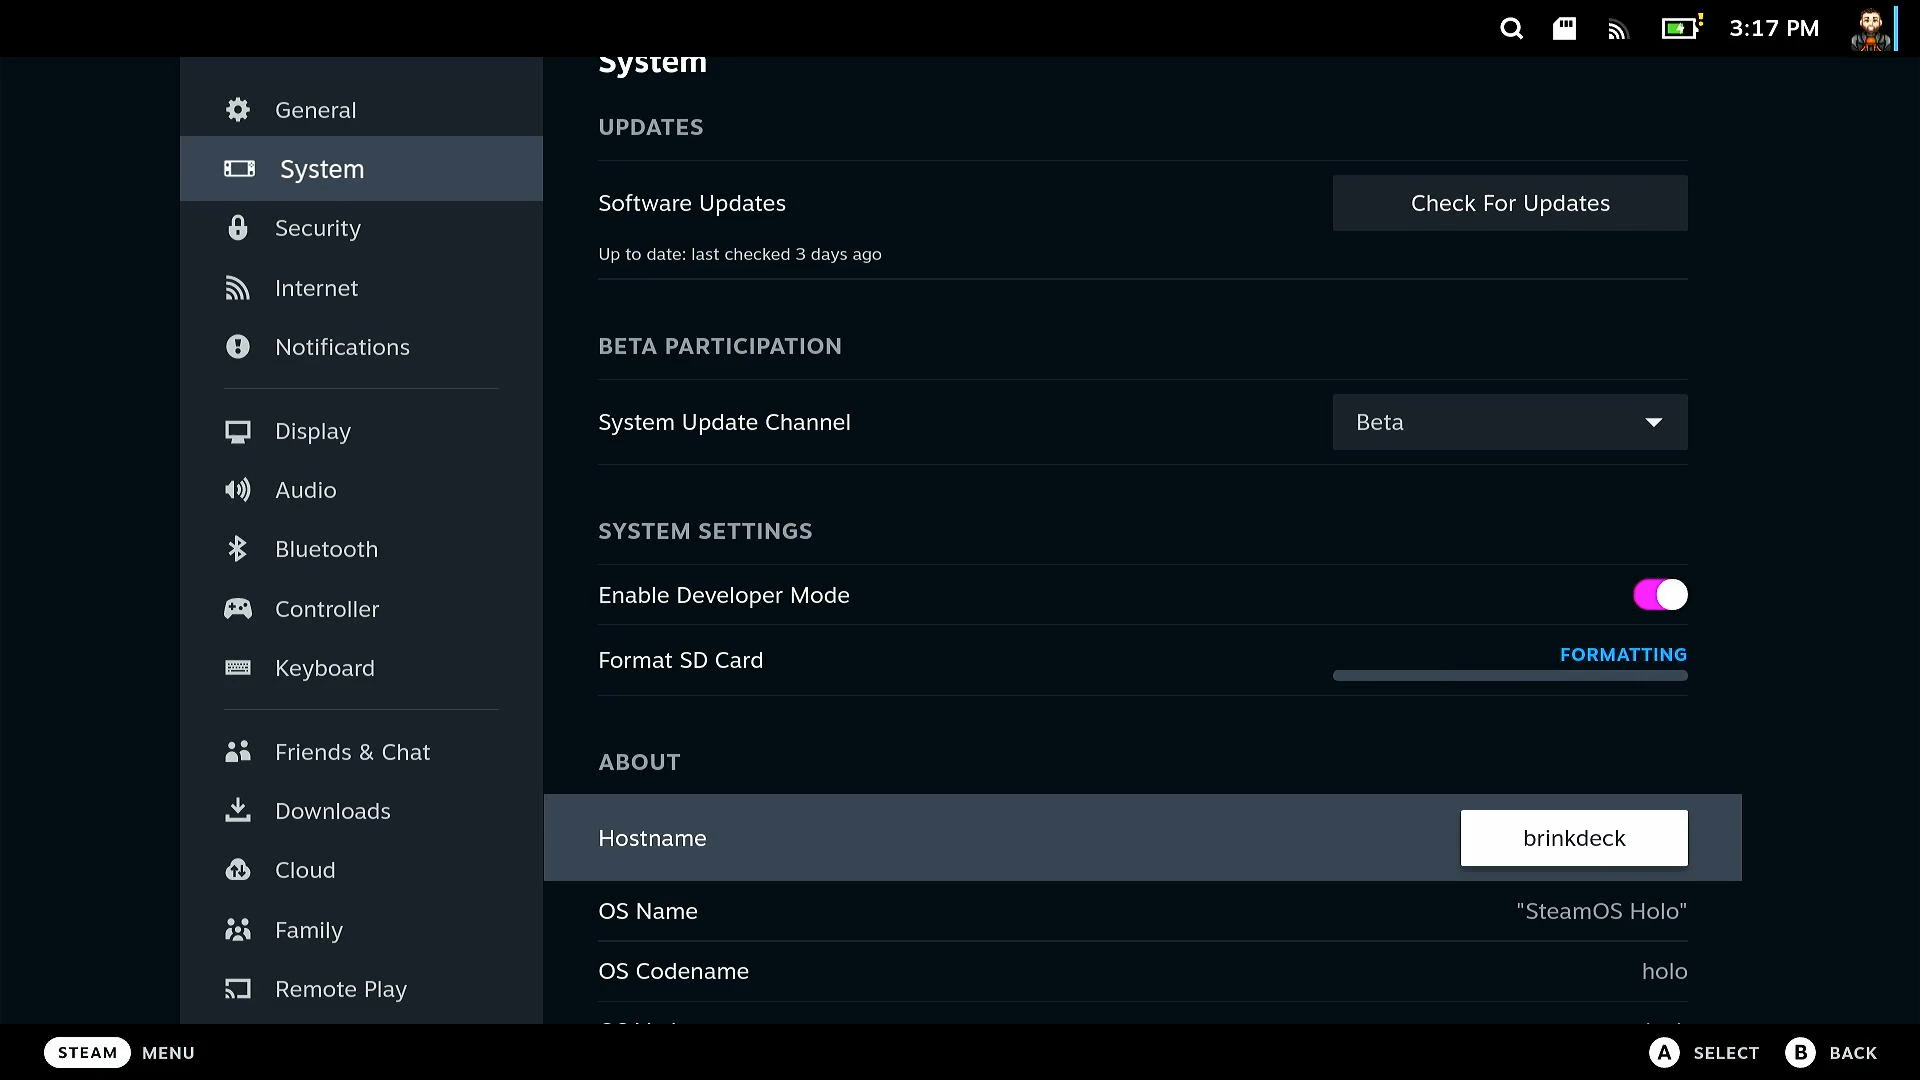 3:17 PM
System
General
System
Security
Internet
Notifications
Display
Audio
Bluetooth
Controller
Keyboard
Friends & Chat
Downloads
Cloud
Family
Remote Play
UPDATES
Software Updates
Check For Updates
Up to date: last checked 3 days ago
BETA PARTICIPATION
System Update Channel
Beta
SYSTEM SETTINGS
Enable Developer Mode
Format SD Card
FORMATTING
ABOUT
Hostname
brinkdeck
OS Name
"SteamOS Holo"
OS Codename
holo
STEAM MENU
A SELECT B BACK